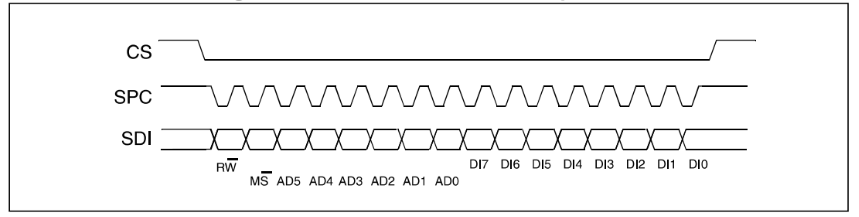 CS
SPC
SDI
RW̅ DI7 DI6 DI5 DI4 DI3 DI2 DI1 DI0
MS̅ AD5 AD4 AD3 AD2 AD1 AD0